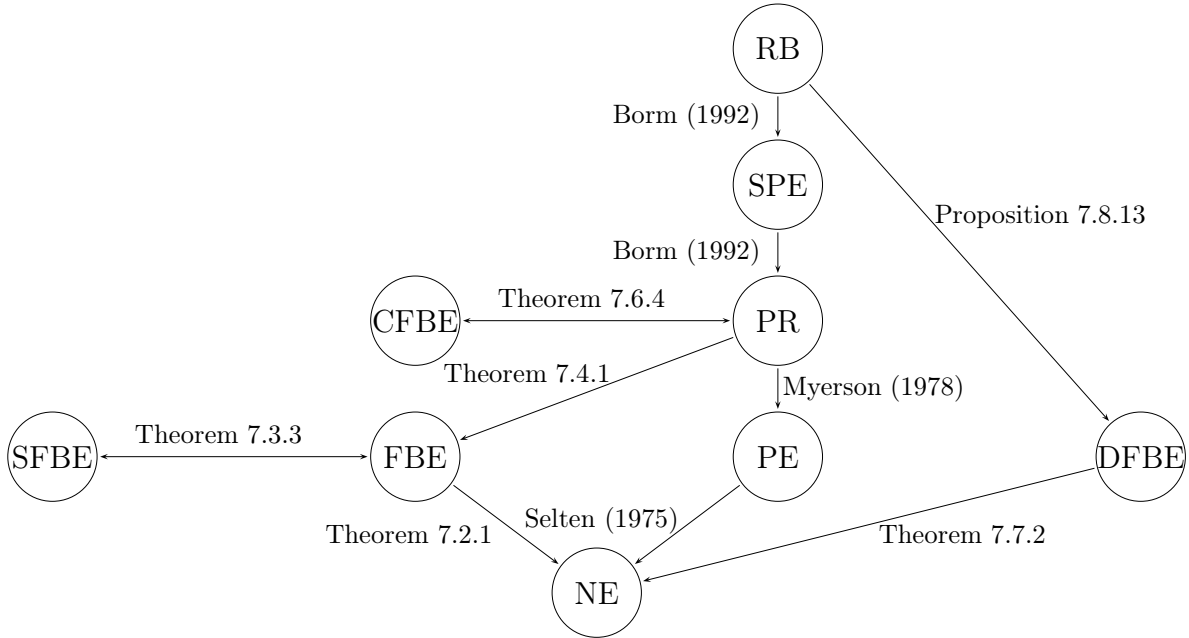 RB
Borm (1992)
SPE
Proposition 7.8.13
Borm (1992)
Theorem 7.6.4
CFBE
PR
Theorem 7.4.1
Myerson (1978)
Theorem 7.3.3
SFBE
FBE
PE
DFBE
Selten (1975)
Theorem 7.2.1
Theorem 7.7.2
NE